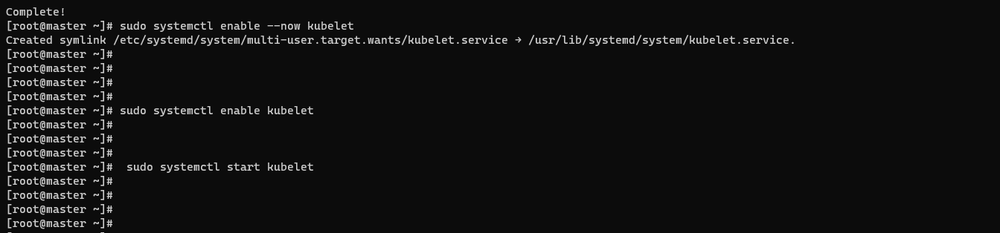 Complete!
[root@master ~]# sudo systemctl enable --now kubelet
Created symlink /etc/systemd/system/multi-user.target.wants/kubelet.service → /usr/lib/systemd/system/kubelet.service.
[root@master ~]#
[root@master ~]#
[root@master ~]#
[root@master ~]#
[root@master ~]# sudo systemctl enable kubelet
[root@master ~]#
[root@master ~]#
[root@master ~]#
[root@master ~]#  sudo systemctl start kubelet
[root@master ~]#
[root@master ~]#
[root@master ~]#
[root@master ~]#